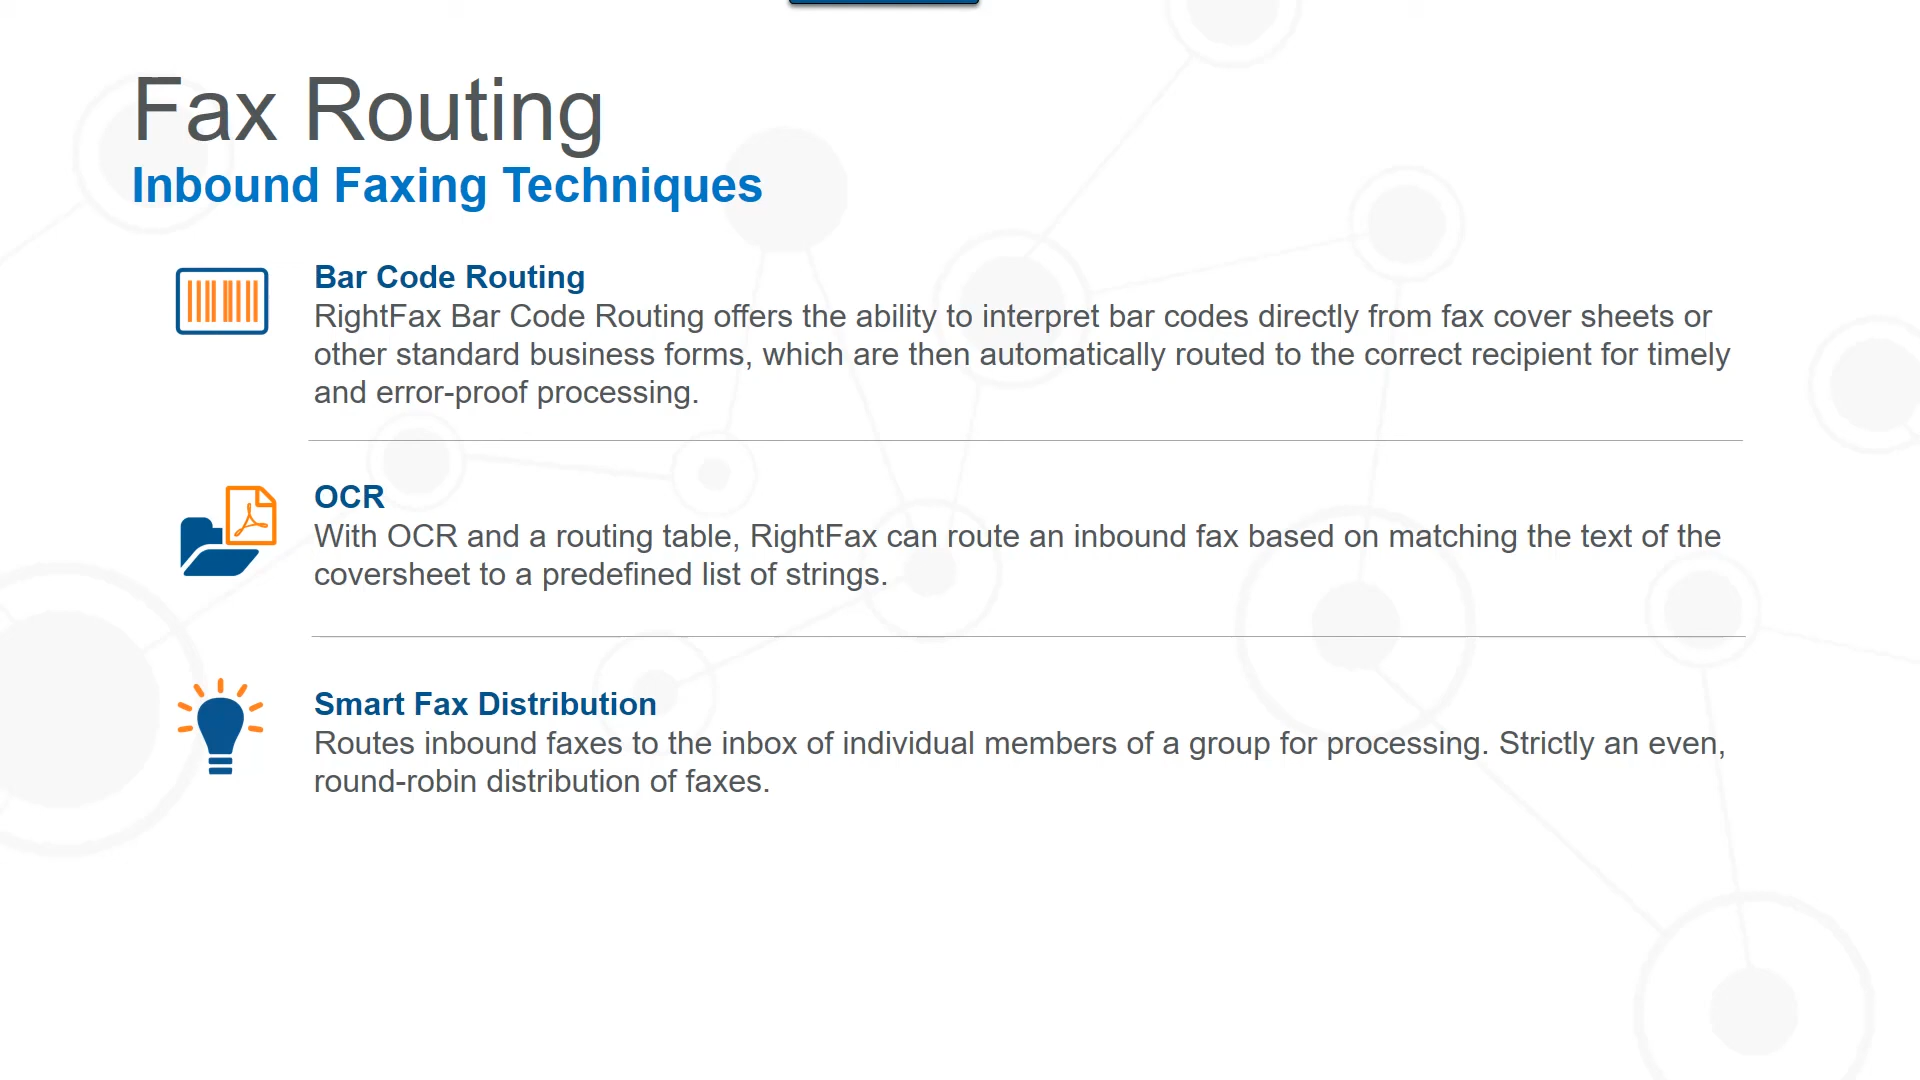 Fax Routing
Inbound Faxing Techniques
Bar Code Routing
RightFax Bar Code Routing offers the ability to interpret bar codes directly from fax cover sheets or
other standard business forms, which are then automatically routed to the correct recipient for timely
and error-proof processing.
OCR
With OCR and a routing table, RightFax can route an inbound fax based on matching the text of the
coversheet to a predefined list of strings.
Smart Fax Distribution
Routes inbound faxes to the inbox of individual members of a group for processing. Strictly an even,
round-robin distribution of faxes.